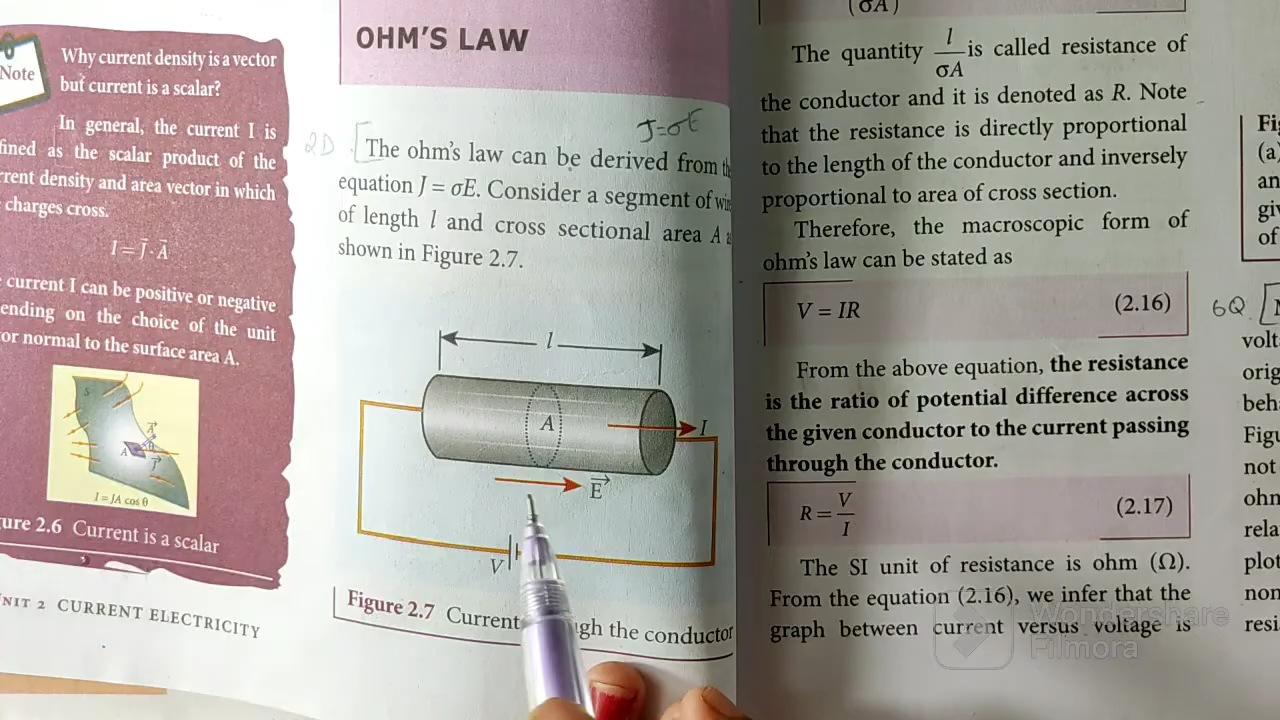 Note
Why current density is a vector
but current is a scalar?
In general, the current I is
fined as the scalar product of the
rrent density and area vector in which
charges cross.
I = J⃗ · A⃗
current I can be positive or negative
ending on the choice of the unit
or normal to the surface area A.
S
A⃗
θ
A
J⃗
I = JA cos θ
ure 2.6 Current is a scalar
NIT 2 CURRENT ELECTRICITY
OHM'S LAW
J=σE
2D
The ohm's law can be derived from th
equation J = σE. Consider a segment of wir
of length l and cross sectional area A a
shown in Figure 2.7.
l
A
I
E⃗
V
Figure 2.7 Current gh the conductor
(σA)
The quantity l/σA is called resistance of
the conductor and it is denoted as R. Note
that the resistance is directly proportional
to the length of the conductor and inversely
proportional to area of cross section.
Therefore, the macroscopic form of
ohm's law can be stated as
V = IR (2.16)
From the above equation, the resistance
is the ratio of potential difference across
the given conductor to the current passing
through the conductor.
R = V/I (2.17)
The SI unit of resistance is ohm (Ω).
From the equation (2.16), we infer that the
graph between current versus voltage is
Wondershare
Filmora
Fi
(a)
an
giv
of
6Q
volt
orig
beh
Figu
not
ohm
rela
plot
non
resi